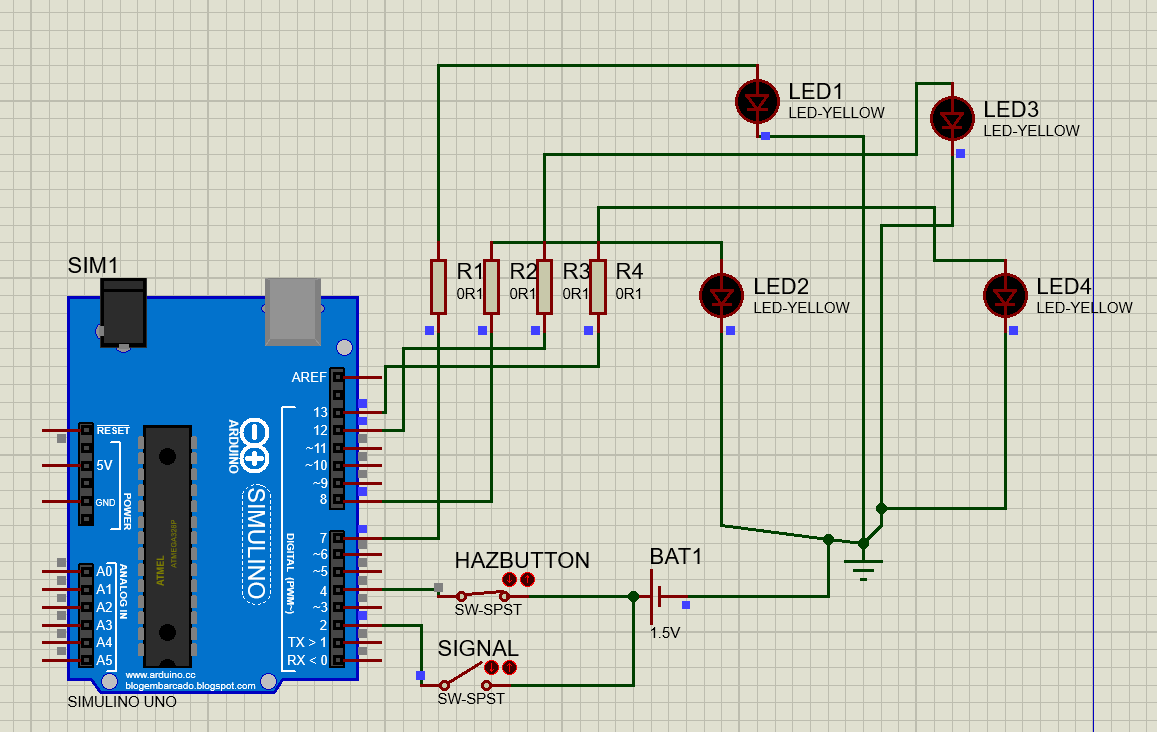 LED1
LED-YELLOW
LED3
LED-YELLOW
SIM1
R1
0R1
R2
0R1
R3
0R1
R4
0R1
LED2
LED-YELLOW
LED4
LED-YELLOW
AREF
13
12
~11
~10
~9
8
7
~6
~5
4
~3
2
TX > 1
RX < 0
RESET
5V
GND
POWER
A0
A1
A2
A3
A4
A5
ANALOG IN
ATMEL
ATMEGA328P
ARDUINO
SIMULINO
DIGITAL (PWM~)
www.arduino.cc
blogembarcado.blogspot.com
SIMULINO UNO
HAZBUTTON
SW-SPST
BAT1
1.5V
SIGNAL
SW-SPST